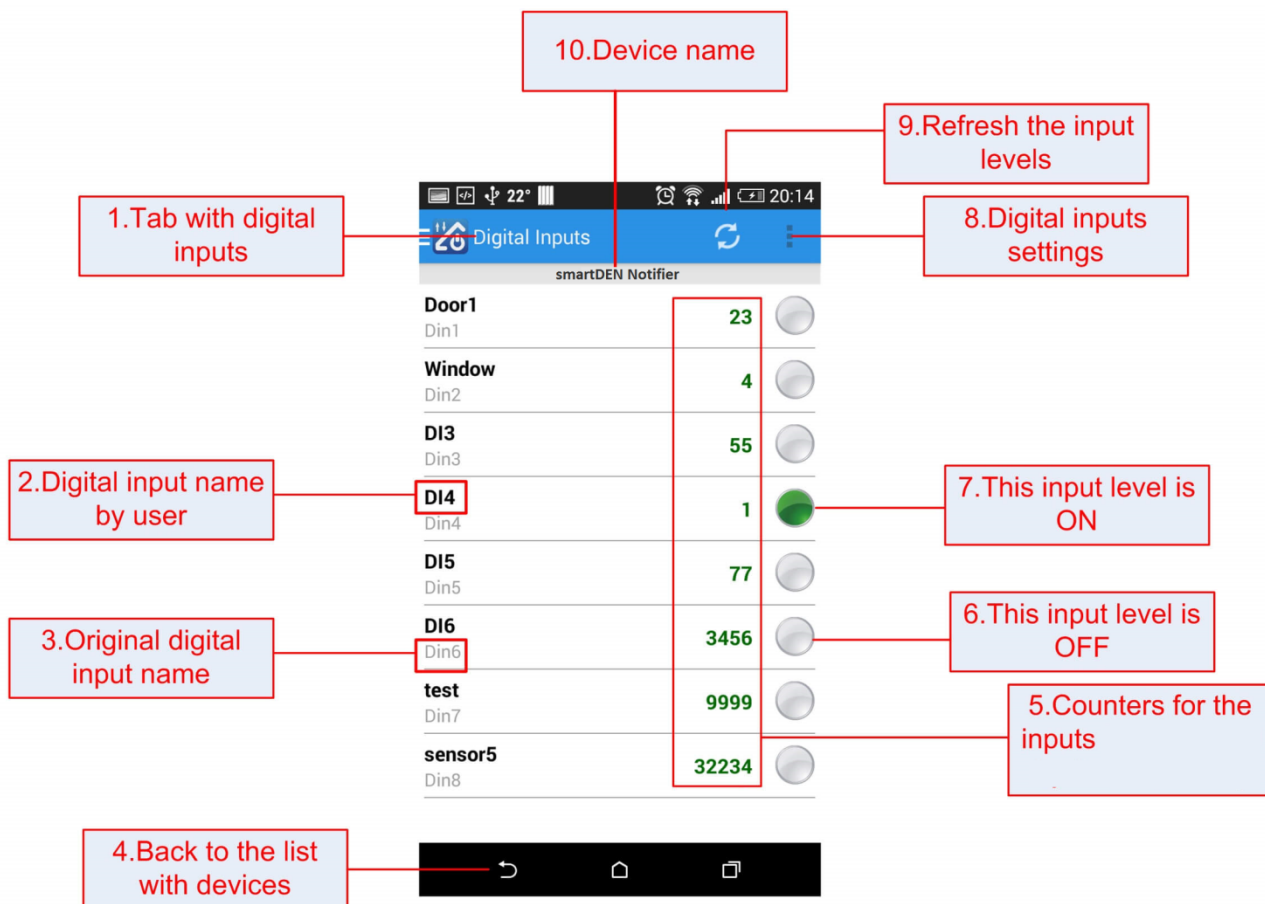 10.Device name
9.Refresh the input
levels
22° 20:14
1.Tab with digital
inputs
Digital Inputs
8.Digital inputs
settings
smartDEN Notifier
Door1
Din1
23
Window
Din2
4
DI3
Din3
55
2.Digital input name
by user
DI4
Din4
1
7.This input level is
ON
DI5
Din5
77
3.Original digital
input name
DI6
Din6
3456
6.This input level is
OFF
test
Din7
9999
5.Counters for the
inputs
sensor5
Din8
32234
4.Back to the list
with devices